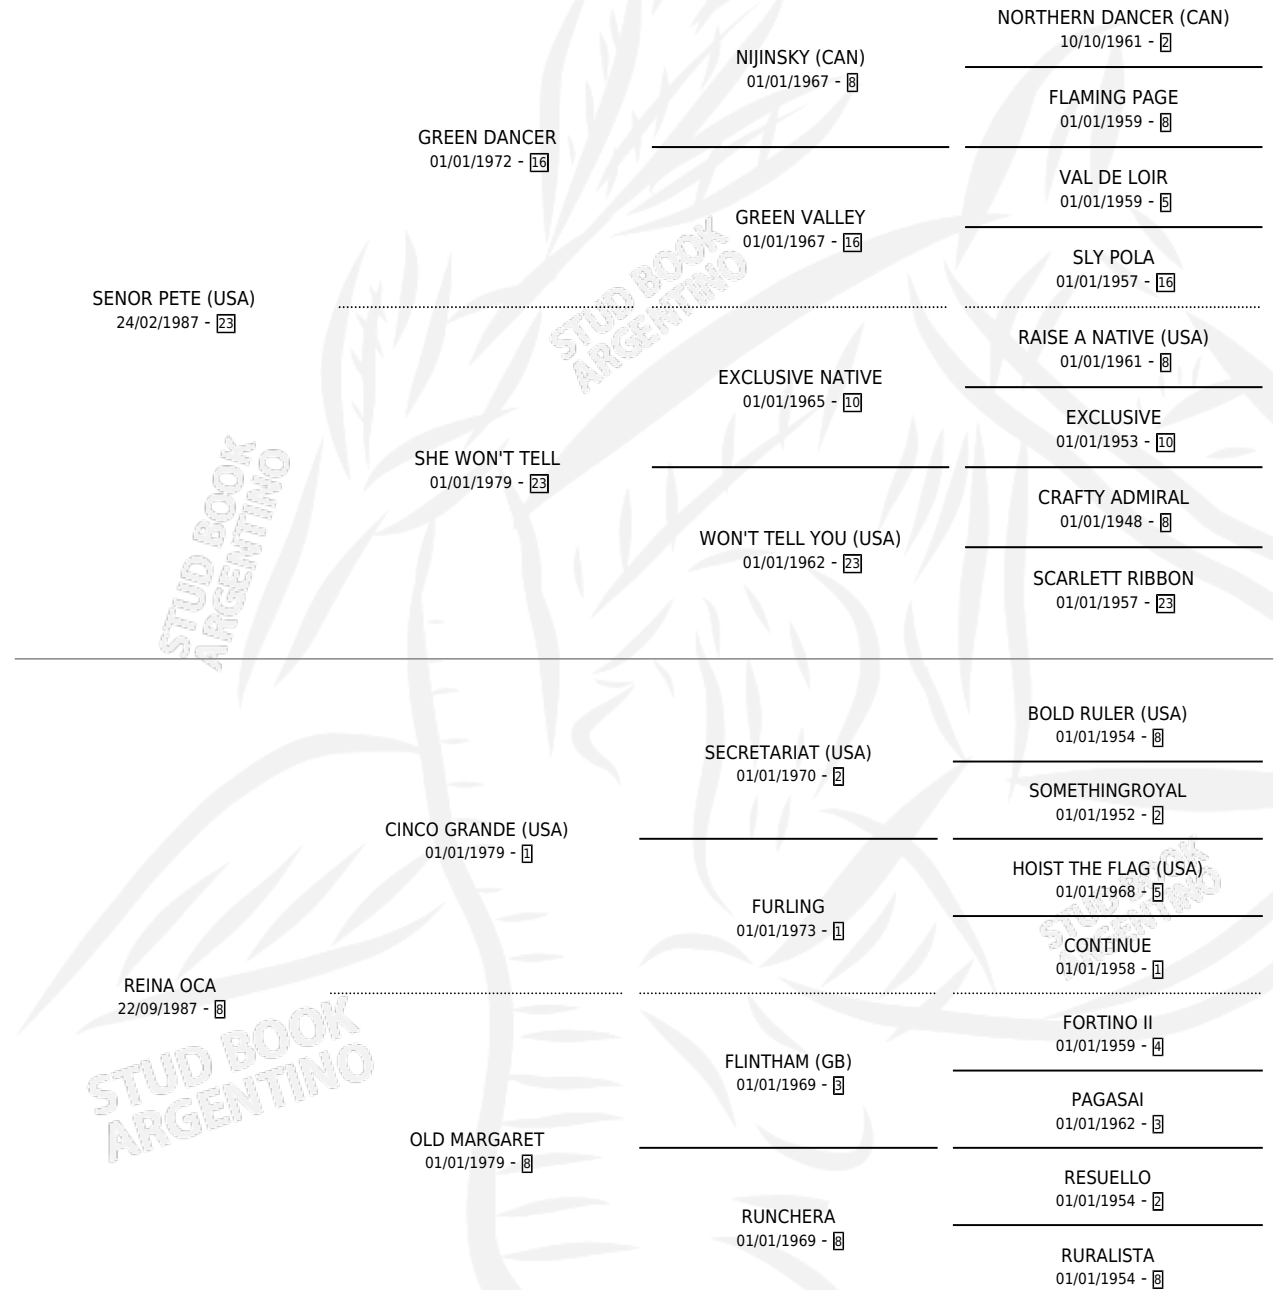 NORTHERN DANCER (CAN)
10/10/1961 - 2
NIJINSKY (CAN)
01/01/1967 - 8
FLAMING PAGE
01/01/1959 - 8
GREEN DANCER
01/01/1972 - 16
VAL DE LOIR
01/01/1959 - 5
GREEN VALLEY
01/01/1967 - 16
SLY POLA
01/01/1957 - 16
SENOR PETE (USA)
24/02/1987 - 23
RAISE A NATIVE (USA)
01/01/1961 - 8
EXCLUSIVE NATIVE
01/01/1965 - 10
EXCLUSIVE
01/01/1953 - 10
SHE WON'T TELL
01/01/1979 - 23
CRAFTY ADMIRAL
01/01/1948 - 8
WON'T TELL YOU (USA)
01/01/1962 - 23
SCARLETT RIBBON
01/01/1957 - 23
STUD BOOK
ARGENTINO
STUD BOOK
ARGENTINO
BOLD RULER (USA)
01/01/1954 - 8
SECRETARIAT (USA)
01/01/1970 - 2
SOMETHINGROYAL
01/01/1952 - 2
CINCO GRANDE (USA)
01/01/1979 - 1
HOIST THE FLAG (USA)
01/01/1968 - 5
FURLING
01/01/1973 - 1
CONTINUE
01/01/1958 - 1
REINA OCA
22/09/1987 - 8
FORTINO II
01/01/1959 - 4
FLINTHAM (GB)
01/01/1969 - 3
PAGASAI
01/01/1962 - 3
OLD MARGARET
01/01/1979 - 8
RESUELLO
01/01/1954 - 2
RUNCHERA
01/01/1969 - 8
RURALISTA
01/01/1954 - 8
STUD BOOK
ARGENTINO
STUD BOOK
ARGENTINO